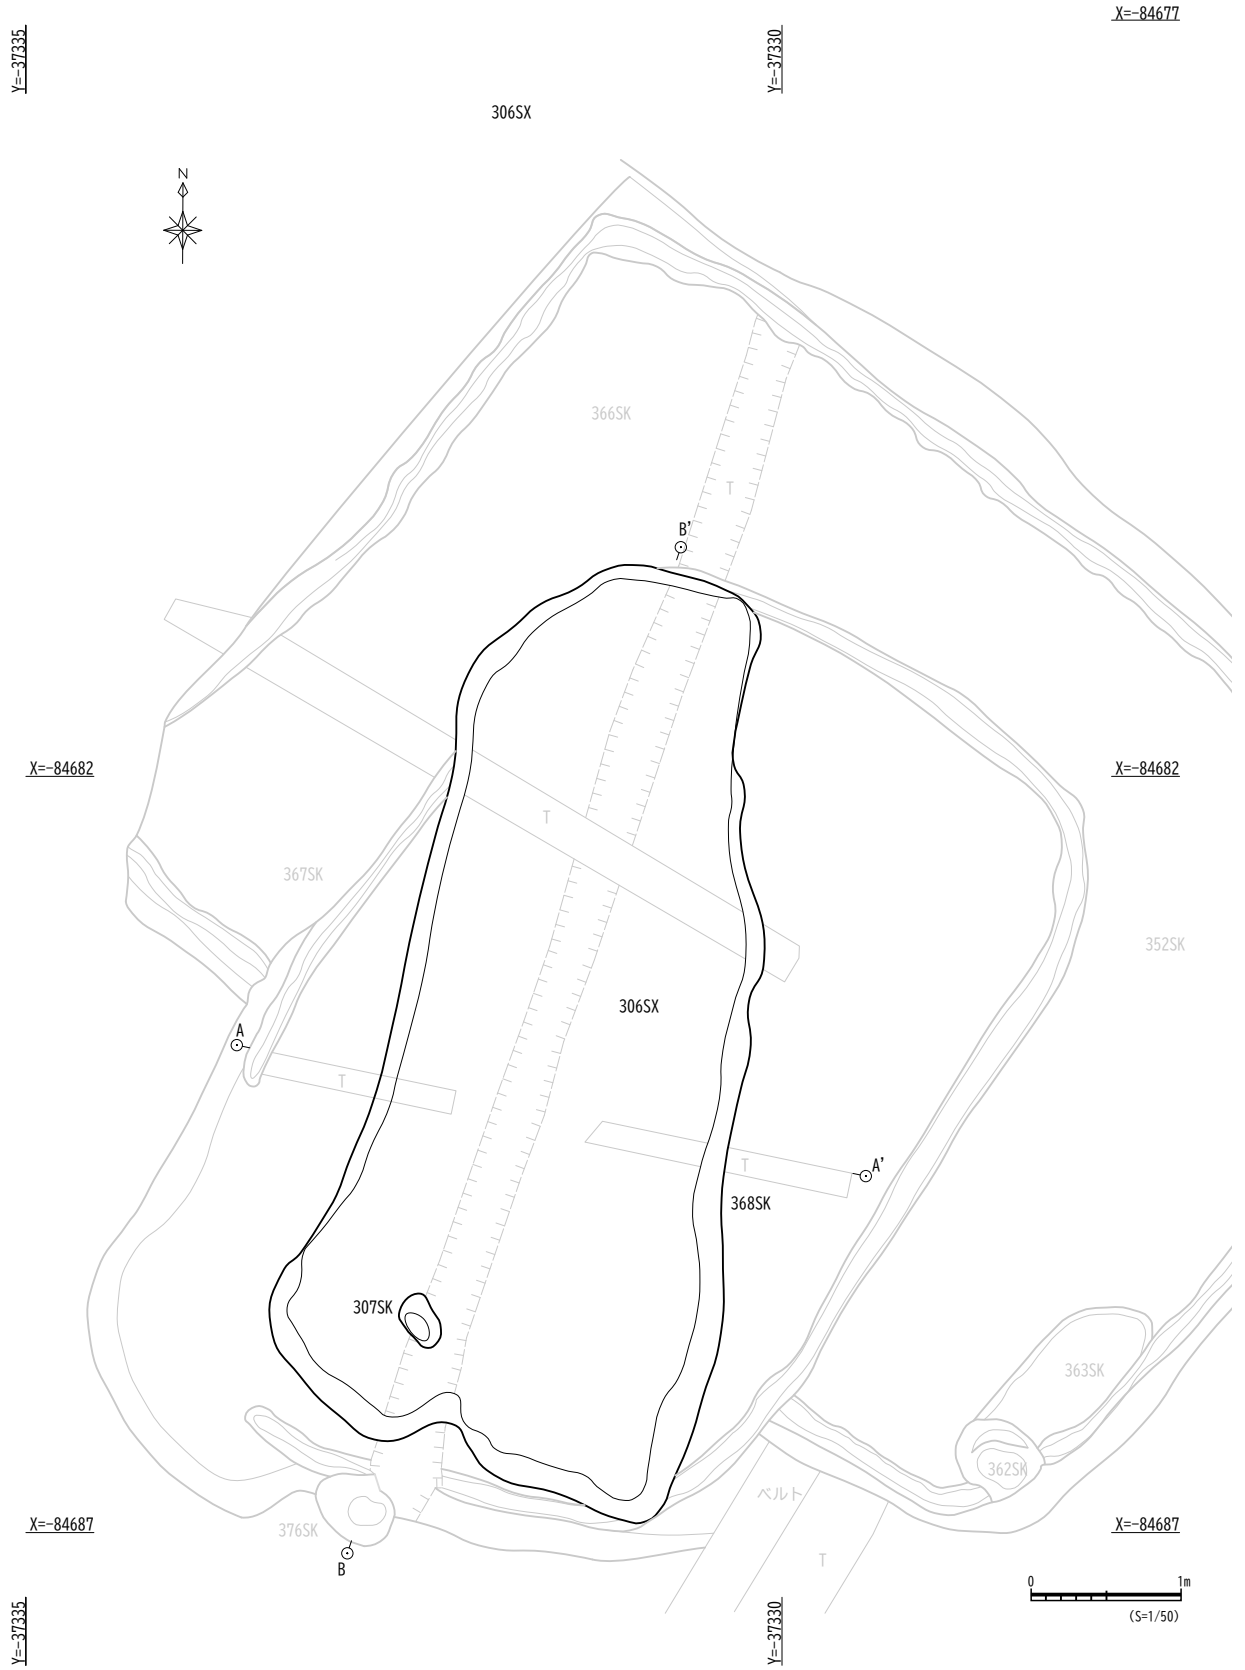 X=-84677
Y=-37335
Y=-37330
306SX
N
366SK
T
B'
X=-84682
X=-84682
T
367SK
352SK
306SX
A
T
T
A'
368SK
307SK
363SK
362SK
ベルト
X=-84687
376SK
X=-84687
T
B
0 1m
(S=1/50)
Y=-37335
Y=-37330